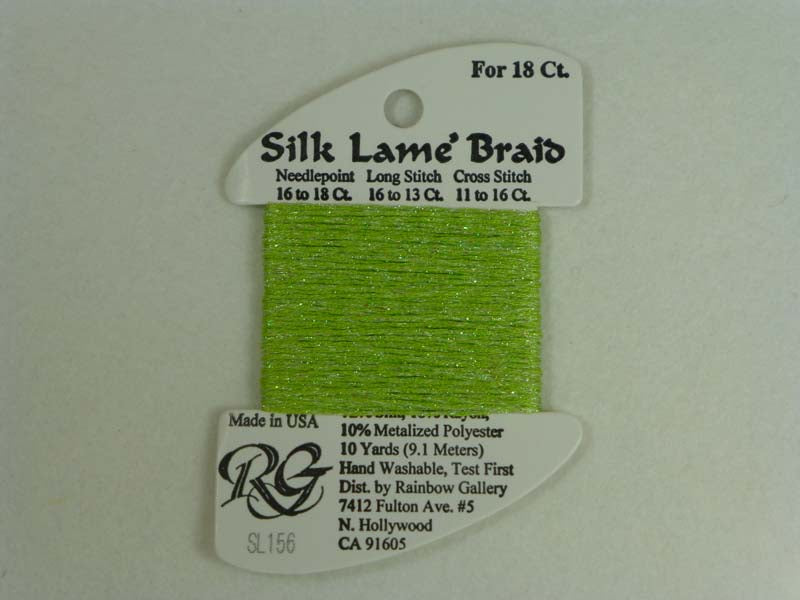 For 18 Ct.
Silk Lamé Braid
Needlepoint Long Stitch Cross Stitch
16 to 18 Ct. 16 to 13 Ct. 11 to 16 Ct.
Made in USA
Rayon,
10% Metalized Polyester
10 Yards (9.1 Meters)
RG
Hand Washable, Test First
Dist. by Rainbow Gallery
7412 Fulton Ave. #5
N. Hollywood
SL156
CA 91605